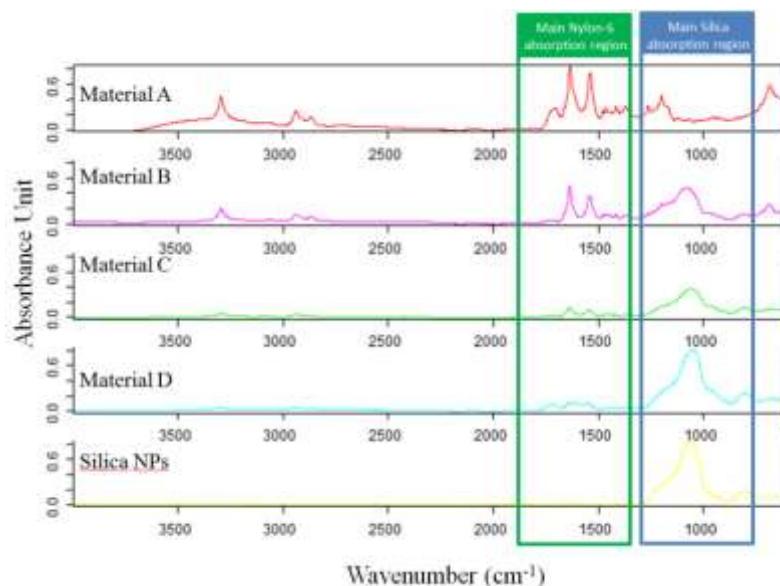 Main Nylon-6
absorption region
Main Silica
absorption region
Material A
0.0 0.6
3500 3000 2500 2000 1500 1000
Material B
0.0 0.6
3500 3000 2500 2000 1500 1000
Material C
0.0 0.6
3500 3000 2500 2000 1500 1000
Material D
0.0 0.6
3500 3000 2500 2000 1500 1000
Silica NPs
0.0 0.6
3500 3000 2500 2000 1500 1000
Absorbance Unit
Wavenumber (cm⁻¹)